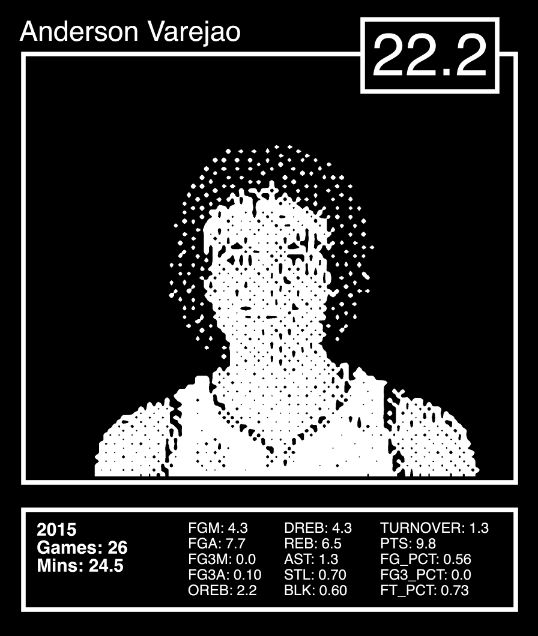 Anderson Varejao
22.2
2015
Games: 26
Mins: 24.5
FGM: 4.3
FGA: 7.7
FG3M: 0.0
FG3A: 0.10
OREB: 2.2
DREB: 4.3
REB: 6.5
AST: 1.3
STL: 0.70
BLK: 0.60
TURNOVER: 1.3
PTS: 9.8
FG_PCT: 0.56
FG3_PCT: 0.0
FT_PCT: 0.73